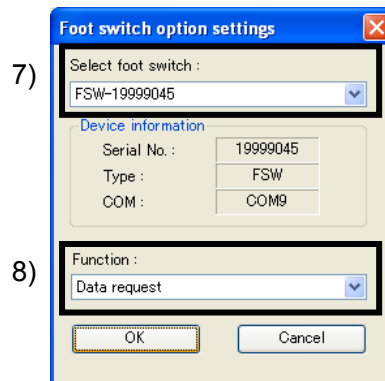 Foot switch option settings
7)
Select foot switch :
FSW-19999045
Device information
Serial No. : 19999045
Type : FSW
COM : COM9
8)
Function :
Data request
OK Cancel